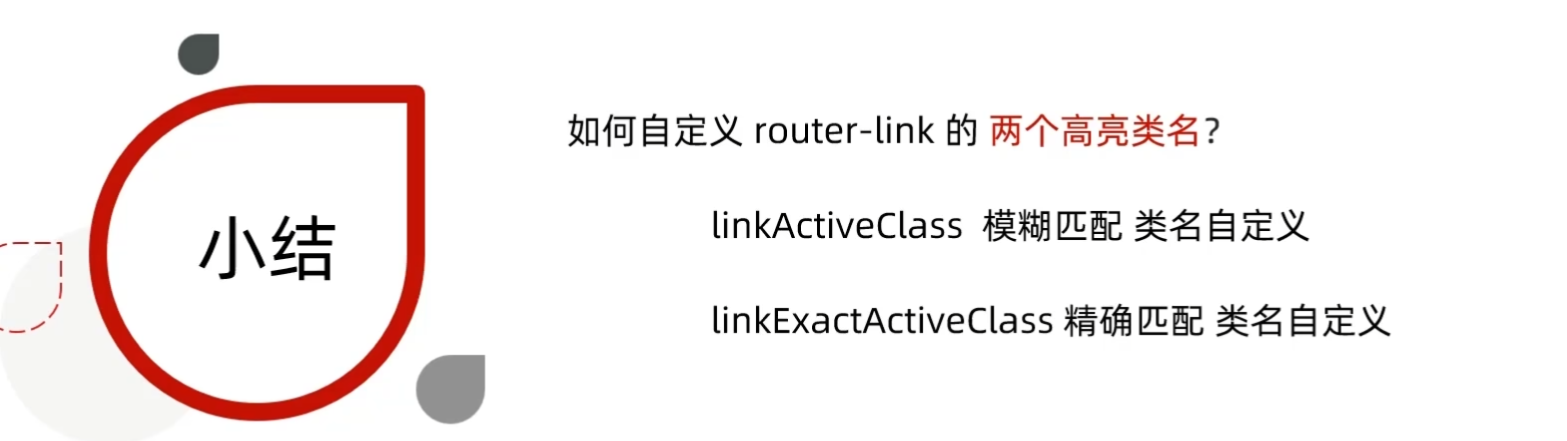 小结
如何自定义 router-link 的 两个高亮类名?
linkActiveClass 模糊匹配 类名自定义
linkExactActiveClass 精确匹配 类名自定义